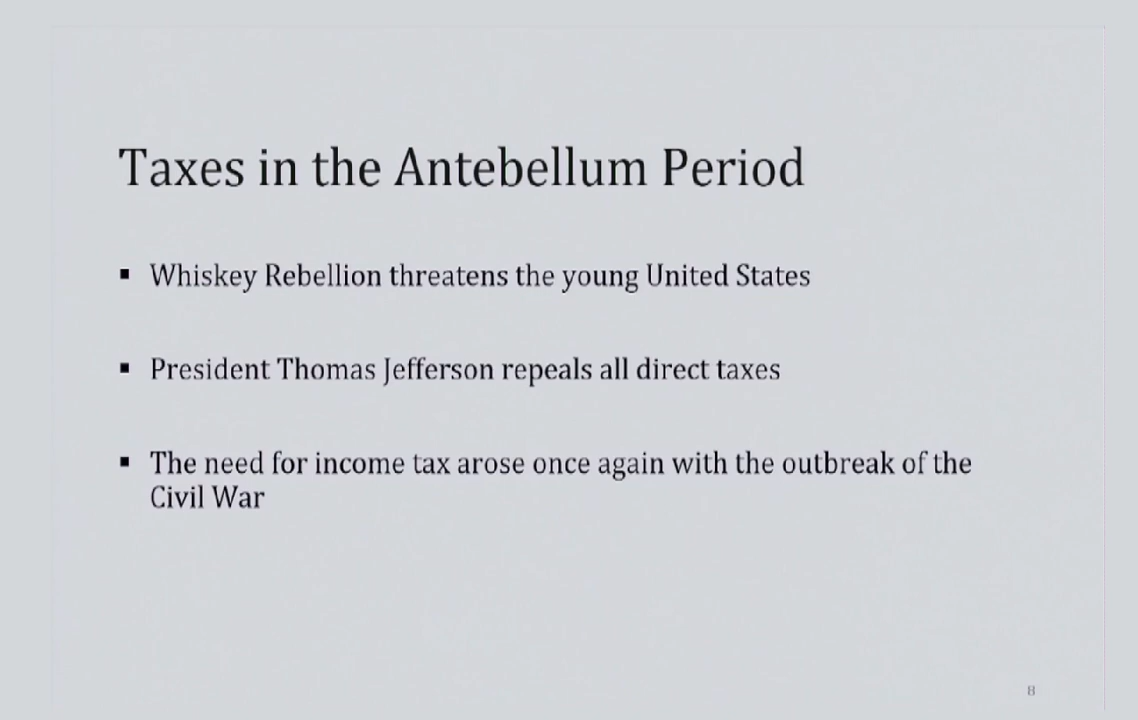 Taxes in the Antebellum Period
▪ Whiskey Rebellion threatens the young United States
▪ President Thomas Jefferson repeals all direct taxes
▪ The need for income tax arose once again with the outbreak of the
Civil War
8